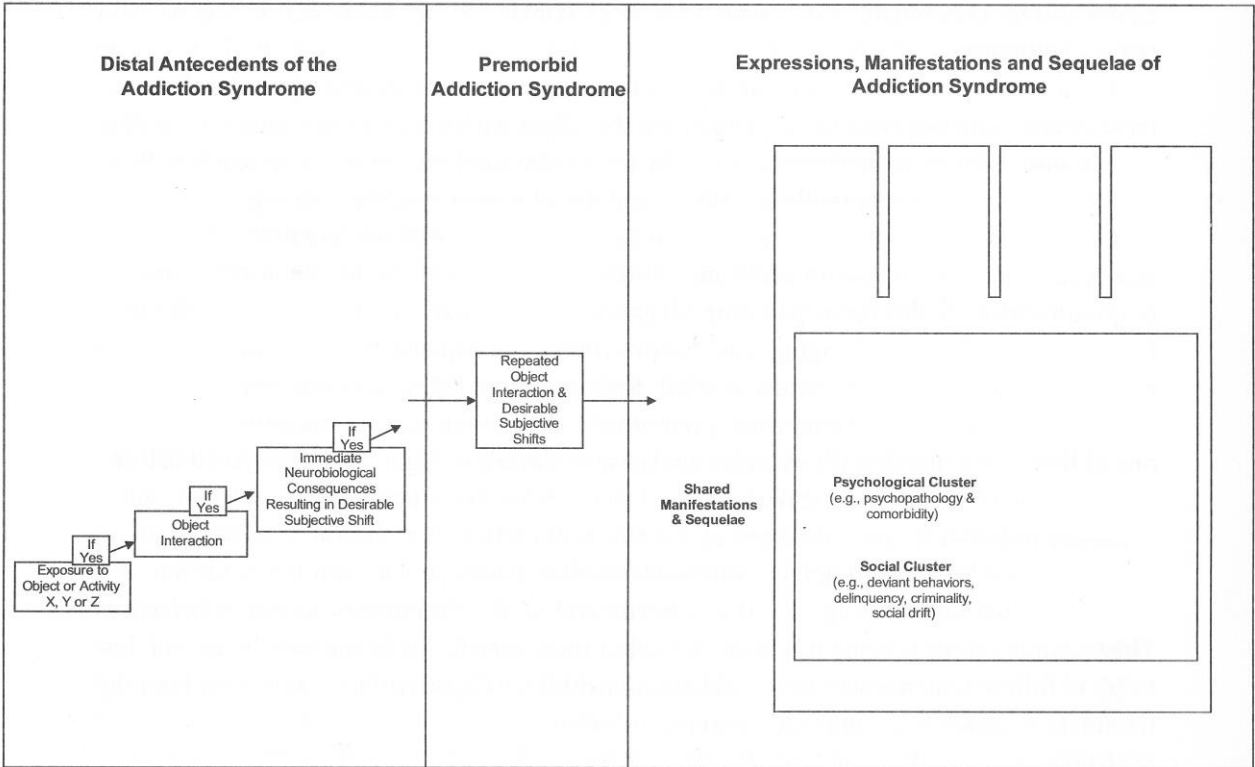 Distal Antecedents of the
Addiction Syndrome
Premorbid
Addiction Syndrome
Expressions, Manifestations and Sequelae of
Addiction Syndrome
Exposure to
Object or Activity
X, Y or Z
If
Yes
Object
Interaction
If
Yes
Immediate
Neurobiological
Consequences
Resulting in Desirable
Subjective Shift
If
Yes
Repeated
Object
Interaction &
Desirable
Subjective
Shifts
Shared
Manifestations
& Sequelae
Psychological Cluster
(e.g., psychopathology &
comorbidity)
Social Cluster
(e.g., deviant behaviors,
delinquency, criminality,
social drift)